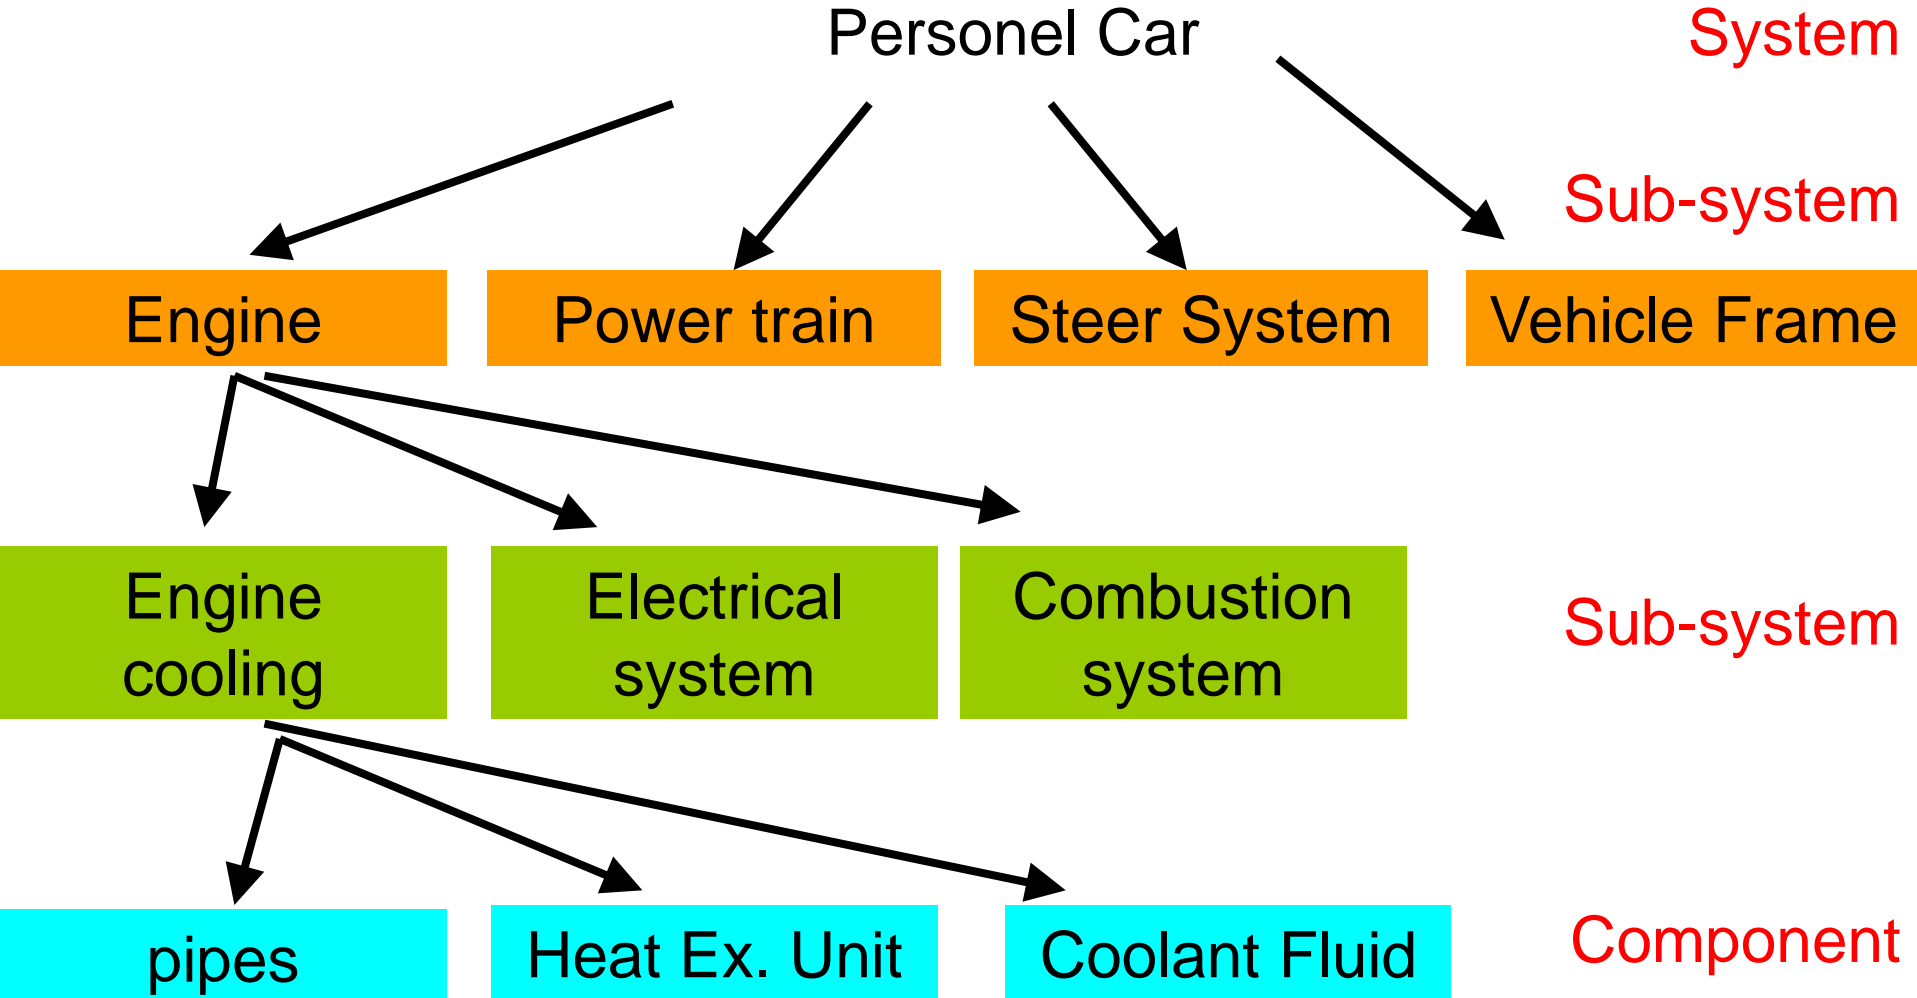 Personel Car
System
Sub-system
Engine
Power train
Steer System
Vehicle Frame
Engine
cooling
Electrical
system
Combustion
system
Sub-system
pipes
Heat Ex. Unit
Coolant Fluid
Component